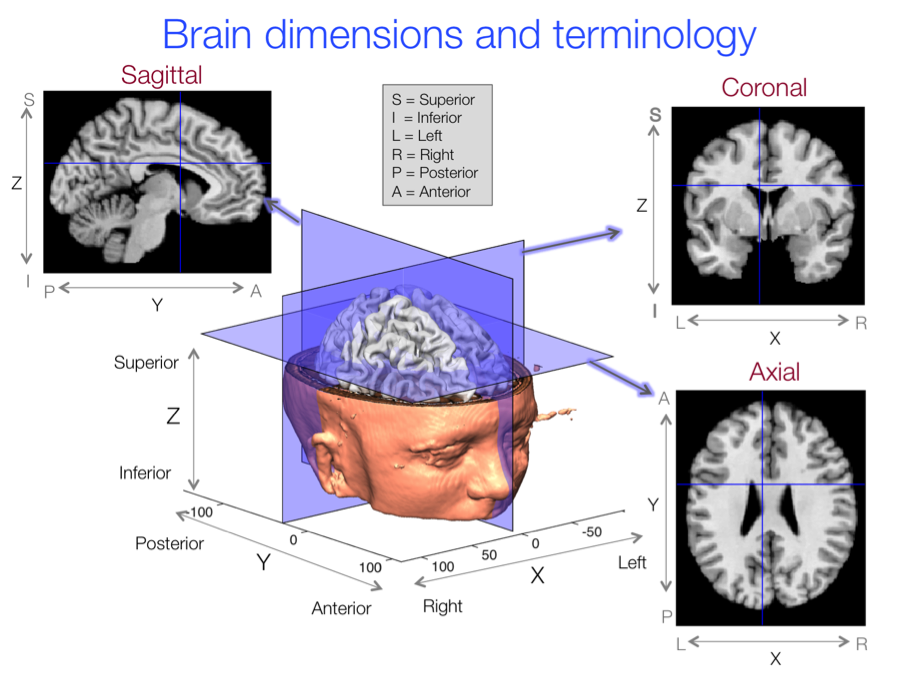 Brain dimensions and terminology
Sagittal
S
Z
I
P
Y
A
S = Superior
I = Inferior
L = Left
R = Right
P = Posterior
A = Anterior
Coronal
S
Z
I
L
R
X
Axial
A
Y
P
L
R
X
Superior
Z
Inferior
-100
0
100
Posterior
Y
Anterior
100
50
0
-50
Right
X
Left